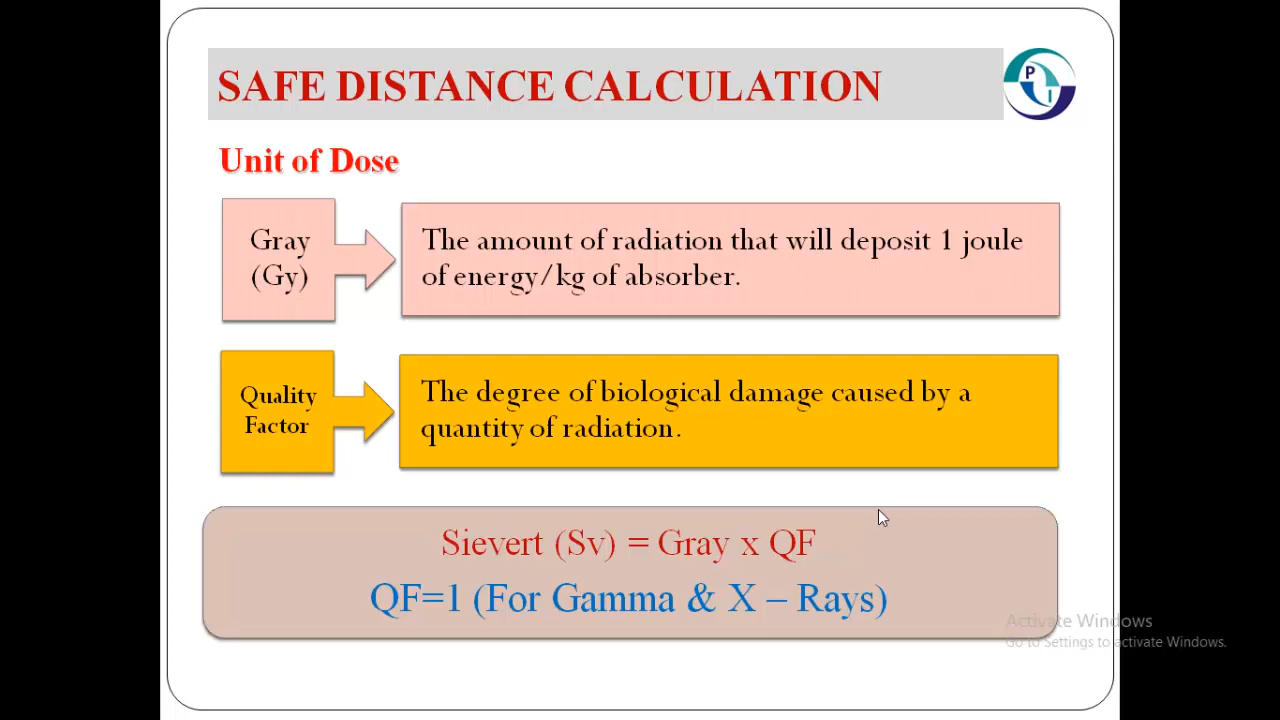 SAFE DISTANCE CALCULATION
P
I
Unit of Dose
Gray
(Gy)
The amount of radiation that will deposit 1 joule
of energy/kg of absorber.
Quality
Factor
The degree of biological damage caused by a
quantity of radiation.
Sievert (Sv) = Gray x QF
QF=1 (For Gamma & X – Rays)
Activate Windows
Go to Settings to activate Windows.